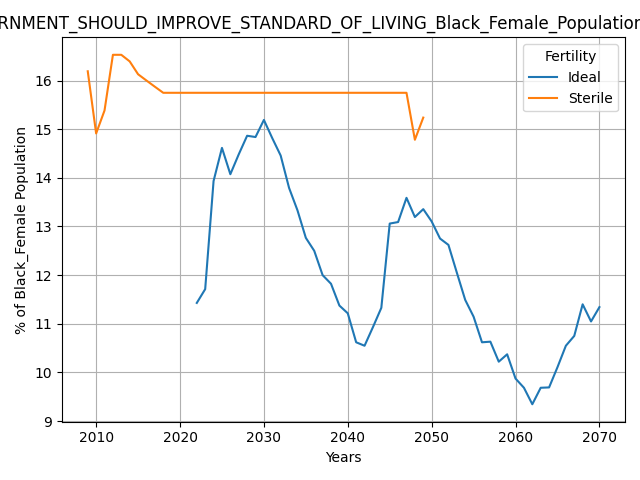 RNMENT_SHOULD_IMPROVE_STANDARD_OF_LIVING_Black_Female_Population
Fertility
Ideal
Sterile
% of Black_Female Population
16
15
14
13
12
11
10
9
2010 2020 2030 2040 2050 2060 2070
Years